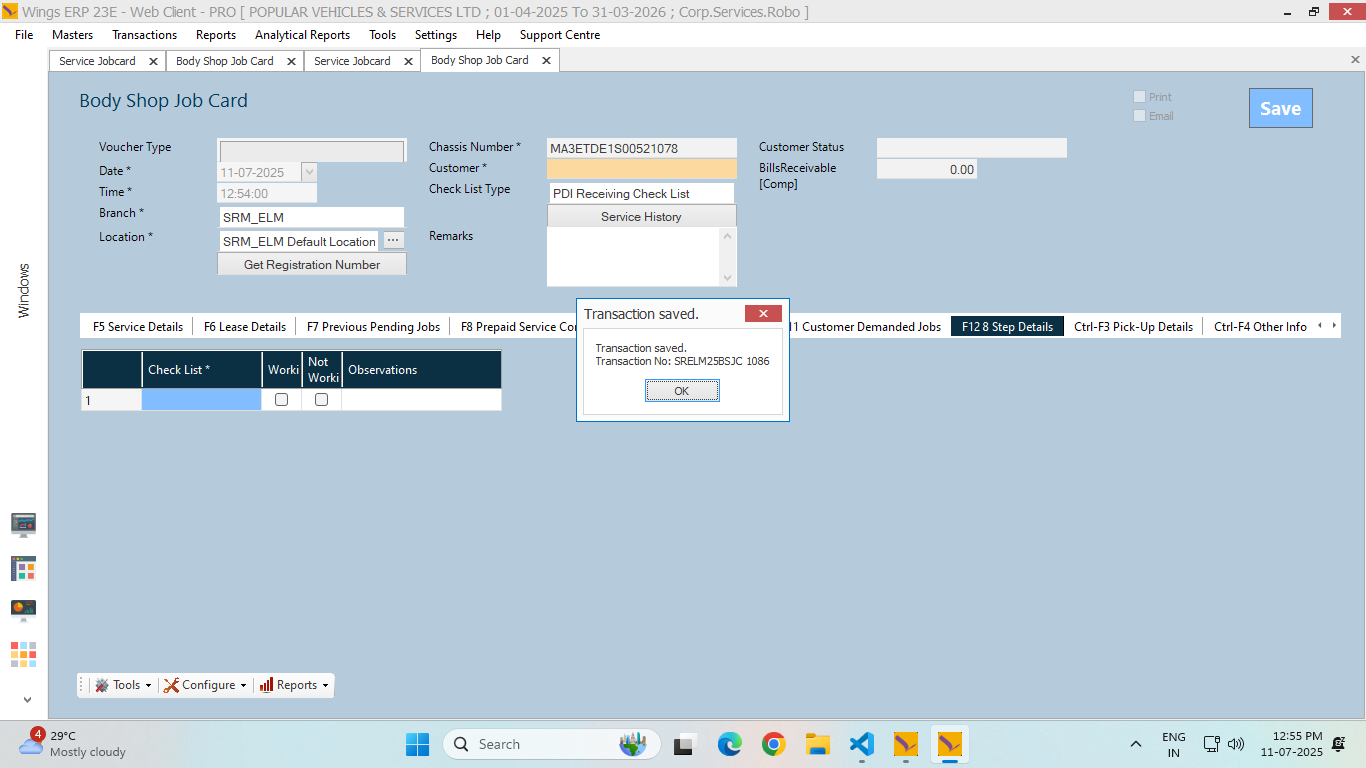 Wings ERP 23E - Web Client - PRO [ POPULAR VEHICLES & SERVICES LTD ; 01-04-2025 To 31-03-2026 ; Corp.Services.Robo ]
File Masters Transactions Reports Analytical Reports Tools Settings Help Support Centre
Service Jobcard Body Shop Job Card Service Jobcard Body Shop Job Card
Body Shop Job Card
Print
Email
Save
Voucher Type
Date *
11-07-2025
Time *
12:54:00
Branch *
SRM_ELM
Location *
SRM_ELM Default Location
...
Get Registration Number
Chassis Number *
MA3ETDE1S00521078
Customer *
Check List Type
PDI Receiving Check List
Service History
Remarks
Customer Status
BillsReceivable
[Comp]
0.00
Windows
F5 Service Details F6 Lease Details F7 Previous Pending Jobs F8 Prepaid Service Co 11 Customer Demanded Jobs F12 8 Step Details Ctrl-F3 Pick-Up Details Ctrl-F4 Other Info
Check List * Worki Not Worki Observations
1
Transaction saved.
Transaction saved.
Transaction No: SRELM25BSJC 1086
OK
Tools Configure Reports
4
29°C
Mostly cloudy
Search
ENG
IN
12:55 PM
11-07-2025